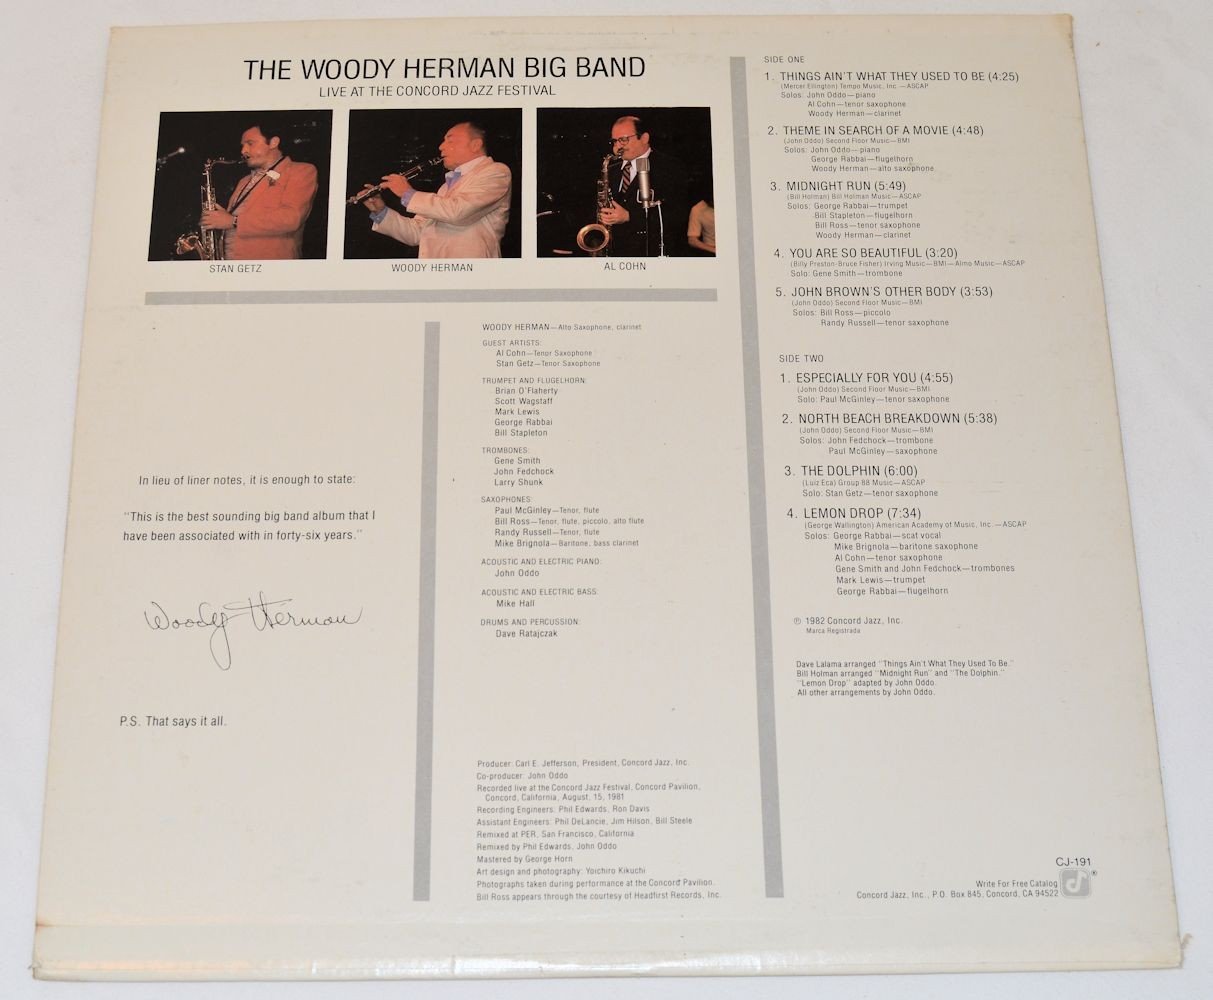 THE WOODY HERMAN BIG BAND
LIVE AT THE CONCORD JAZZ FESTIVAL
STAN GETZ
WOODY HERMAN
AL COHN
In lieu of liner notes, it is enough to state:
"This is the best sounding big band album that I
have been associated with in forty-six years."
Woody Herman
P.S. That says it all.
WOODY HERMAN—Alto Saxophone, clarinet
GUEST ARTISTS:
Al Cohn—Tenor Saxophone
Stan Getz—Tenor Saxophone
TRUMPET AND FLUGELHORN:
Brian O'Flaherty
Scott Wagstaff
Mark Lewis
George Rabbai
Bill Stapleton
TROMBONES:
Gene Smith
John Fedchock
Larry Shunk
SAXOPHONES:
Paul McGinley—Tenor, flute
Bill Ross—Tenor, flute, piccolo, alto flute
Randy Russell—Tenor, flute
Mike Brignola—Baritone, bass clarinet
ACOUSTIC AND ELECTRIC PIANO:
John Oddo
ACOUSTIC AND ELECTRIC BASS:
Mike Hall
DRUMS AND PERCUSSION:
Dave Ratajczak
Producer: Carl E. Jefferson, President, Concord Jazz, Inc.
Co-producer: John Oddo
Recorded live at the Concord Jazz Festival, Concord Pavilion,
Concord, California, August, 15, 1981
Recording Engineers: Phil Edwards, Ron Davis
Assistant Engineers: Phil DeLancie, Jim Hilson, Bill Steele
Remixed at PER, San Francisco, California
Remixed by Phil Edwards, John Oddo
Mastered by George Horn
Art design and photography: Yoichiro Kikuchi
Photographs taken during performance at the Concord Pavilion.
Bill Ross appears through the courtesy of Headfirst Records, Inc.
SIDE ONE
1. THINGS AIN'T WHAT THEY USED TO BE (4:25)
(Mercer Ellington) Tempo Music, Inc.—ASCAP
Solos: John Oddo—piano
Al Cohn—tenor saxophone
Woody Herman—clarinet
2. THEME IN SEARCH OF A MOVIE (4:48)
(John Oddo) Second Floor Music—BMI
Solos: John Oddo—piano
George Rabbai—flugelhorn
Woody Herman—alto saxophone
3. MIDNIGHT RUN (5:49)
(Bill Holman) Bill Holman Music—ASCAP
Solos: George Rabbai—trumpet
Bill Stapleton—flugelhorn
Bill Ross—tenor saxophone
Woody Herman—clarinet
4. YOU ARE SO BEAUTIFUL (3:20)
(Billy Preston-Bruce Fisher) Irving Music—BMI—Almo Music—ASCAP
Solo: Gene Smith—trombone
5. JOHN BROWN'S OTHER BODY (3:53)
(John Oddo) Second Floor Music—BMI
Solos: Bill Ross—piccolo
Randy Russell—tenor saxophone
SIDE TWO
1. ESPECIALLY FOR YOU (4:55)
(John Oddo) Second Floor Music—BMI
Solo: Paul McGinley—tenor saxophone
2. NORTH BEACH BREAKDOWN (5:38)
(John Oddo) Second Floor Music—BMI
Solos: John Fedchock—trombone
Paul McGinley—saxophone
3. THE DOLPHIN (6:00)
(Luiz Eca) Group 88 Music—ASCAP
Solo: Stan Getz—tenor saxophone
4. LEMON DROP (7:34)
(George Wallington) American Academy of Music, Inc.—ASCAP
Solos: George Rabbai—scat vocal
Mike Brignola—baritone saxophone
Al Cohn—tenor saxophone
Gene Smith and John Fedchock—trombones
Mark Lewis—trumpet
George Rabbai—flugelhorn
℗ 1982 Concord Jazz, Inc.
Marca Registrada
Dave Lalama arranged "Things Ain't What They Used To Be."
Bill Holman arranged "Midnight Run" and "The Dolphin."
"Lemon Drop" adapted by John Oddo.
All other arrangements by John Oddo.
CJ-191
Write For Free Catalog
Concord Jazz, Inc., P.O. Box 845, Concord, CA 94522
®